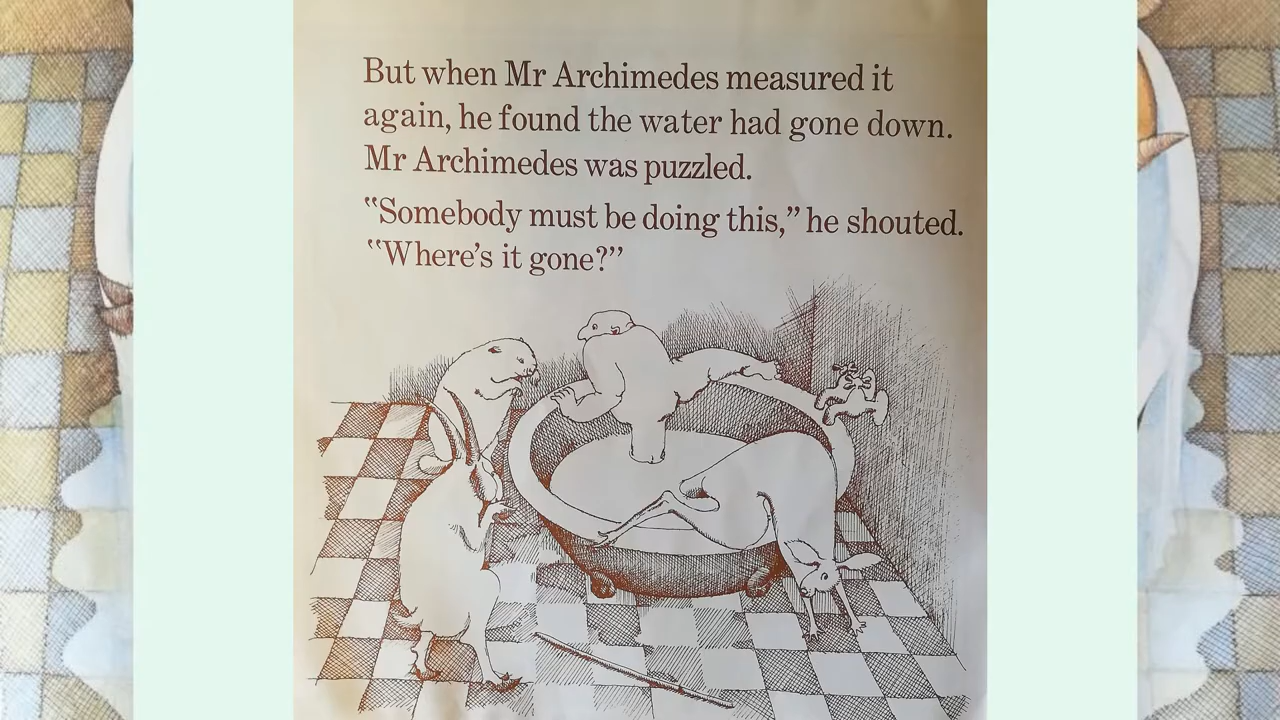 But when Mr Archimedes measured it
again, he found the water had gone down.
Mr Archimedes was puzzled.
“Somebody must be doing this,” he shouted.
“Where’s it gone?”